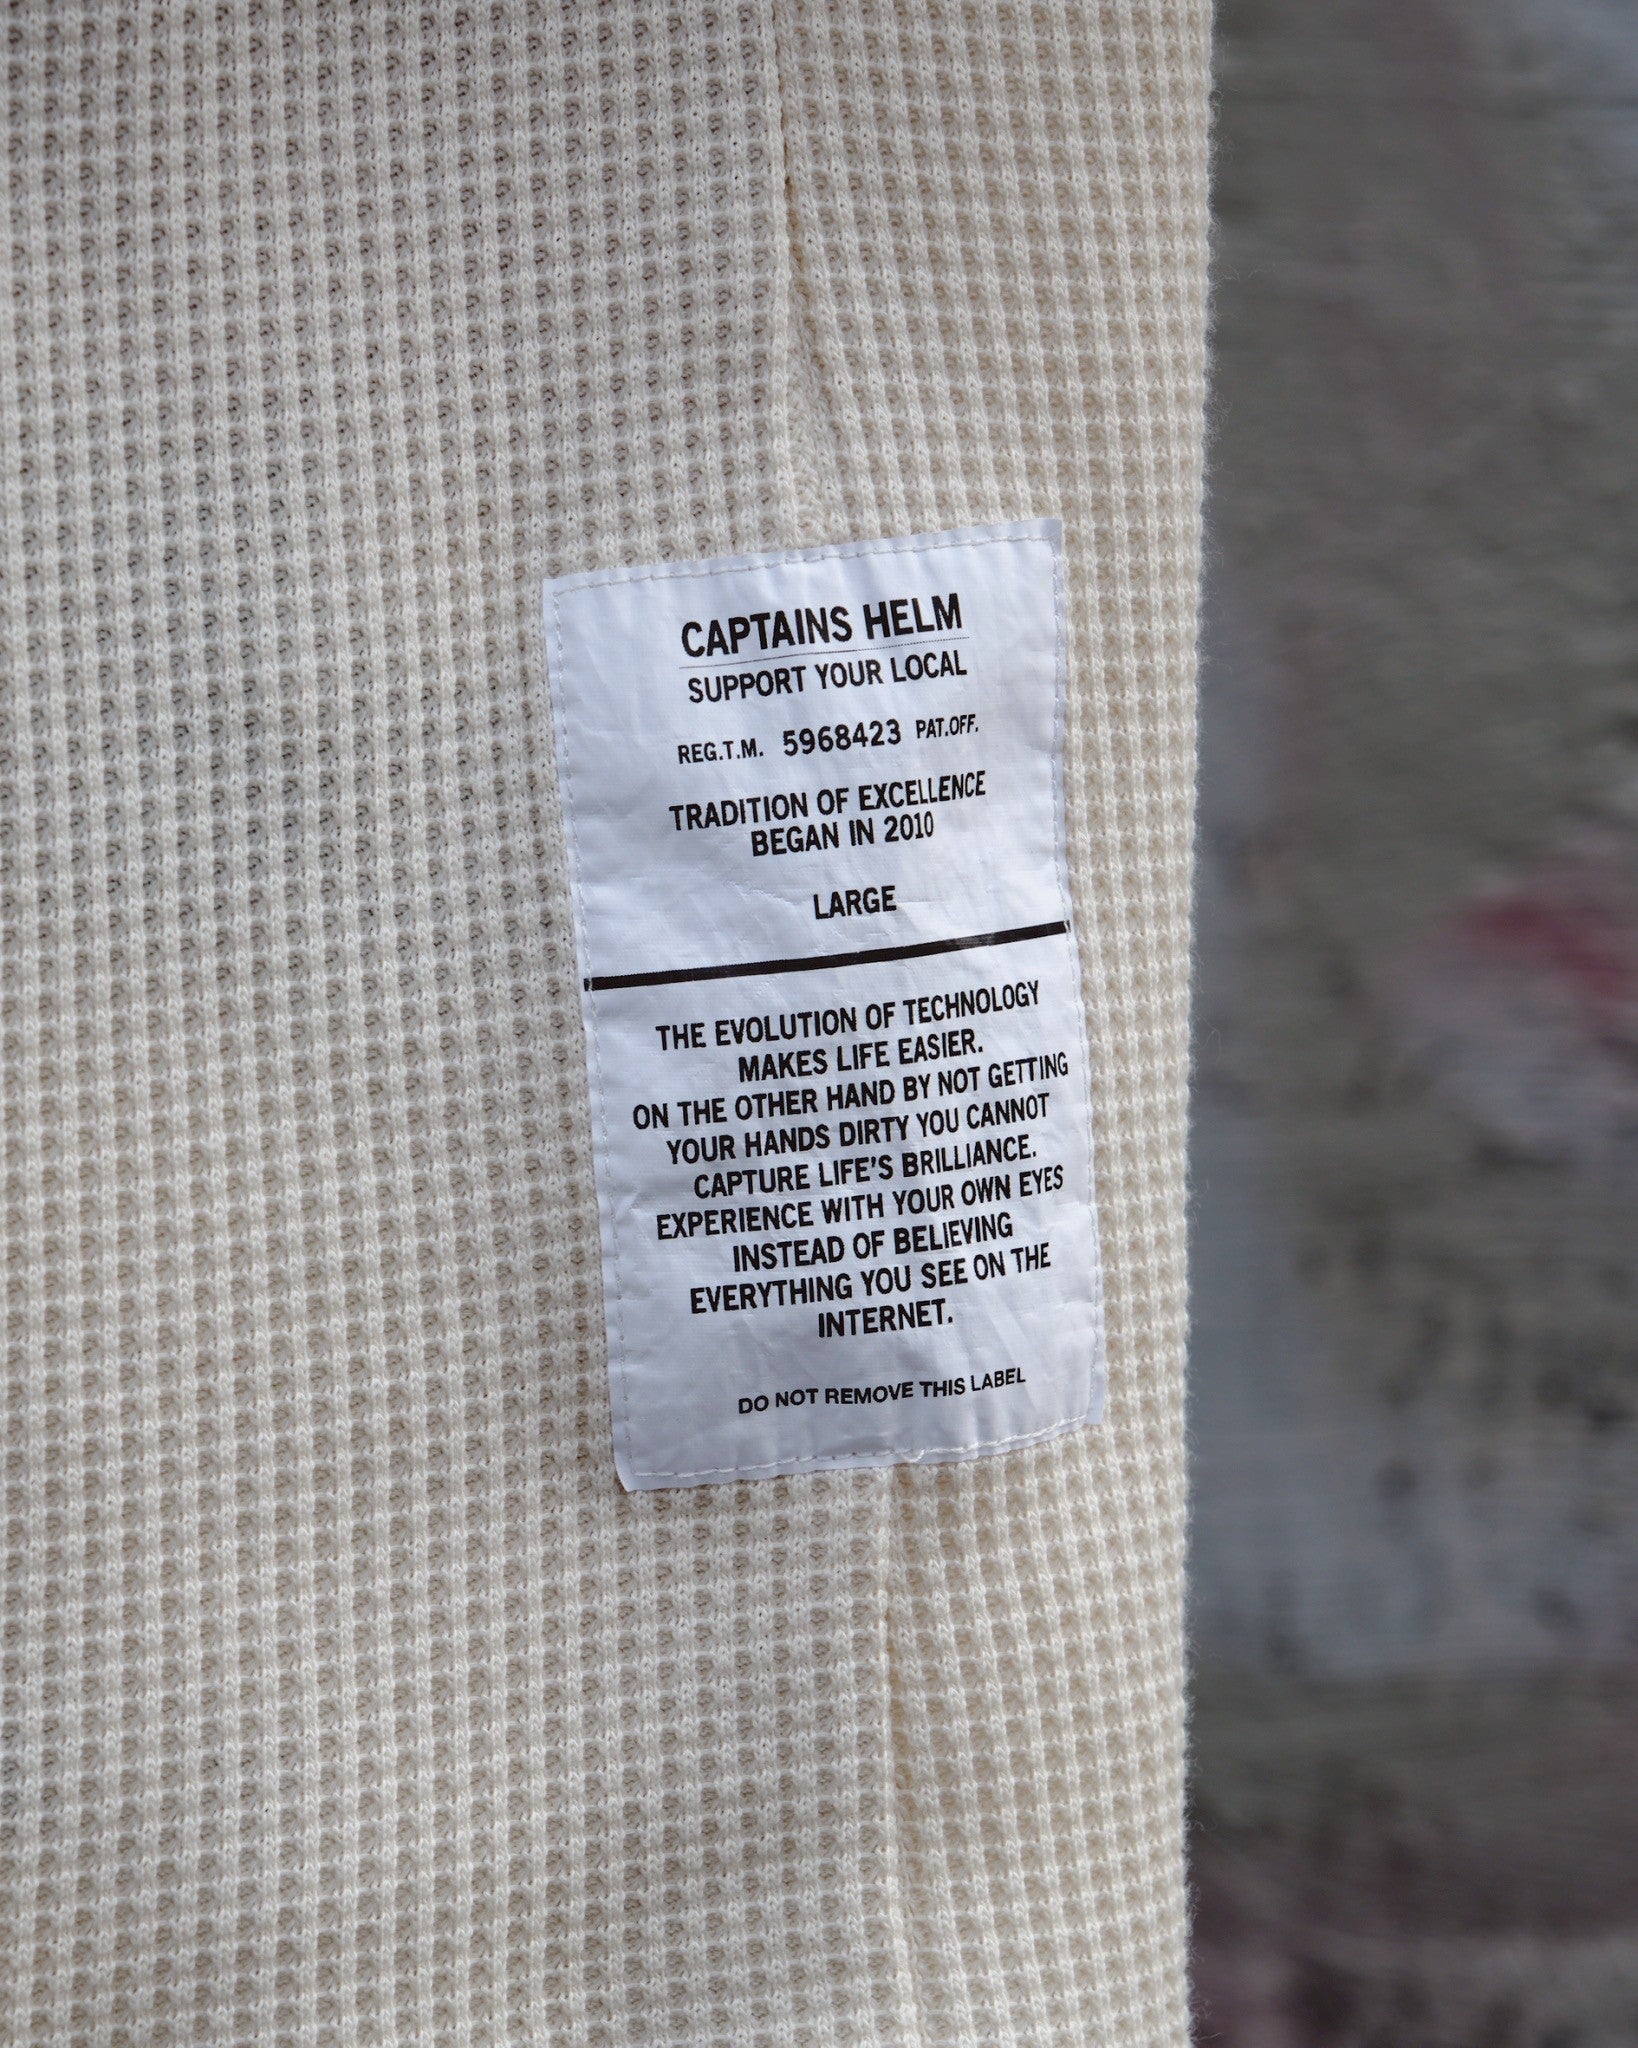 CAPTAINS HELM
SUPPORT YOUR LOCAL
REG.T.M. 5968423 PAT.OFF.
TRADITION OF EXCELLENCE
BEGAN IN 2010
LARGE
THE EVOLUTION OF TECHNOLOGY
MAKES LIFE EASIER.
ON THE OTHER HAND BY NOT GETTING
YOUR HANDS DIRTY YOU CANNOT
CAPTURE LIFE'S BRILLIANCE.
EXPERIENCE WITH YOUR OWN EYES
INSTEAD OF BELIEVING
EVERYTHING YOU SEE ON THE
INTERNET.
DO NOT REMOVE THIS LABEL